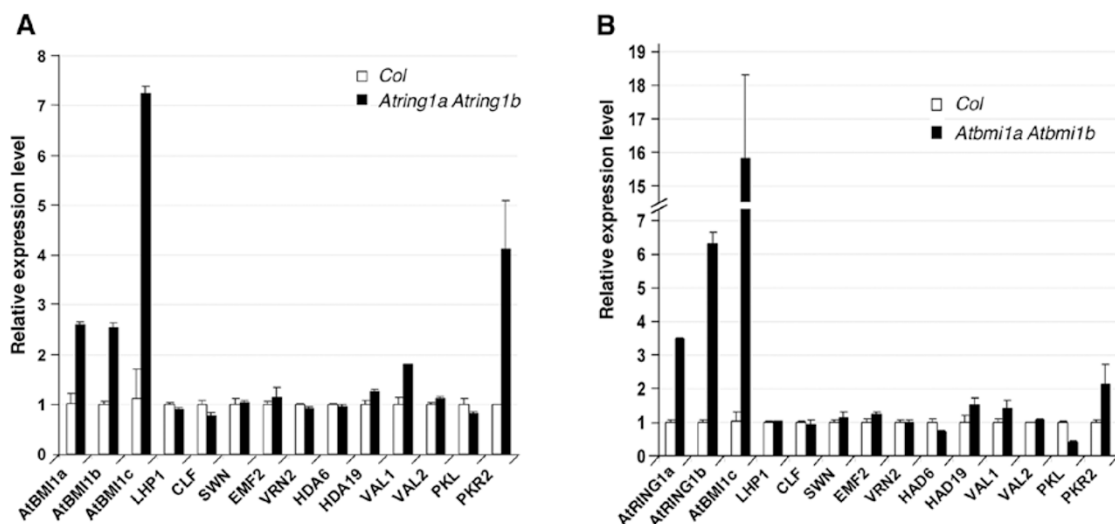 A
Relative expression level
8
7
6
5
4
3
2
1
0
Col
Atring1a Atring1b
AtBMI1a
AtBMI1b
AtBMI1c
LHP1
CLF
SWN
EMF2
VRN2
HDA6
HDA19
VAL1
VAL2
PKL
PKR2
B
Relative expression level
19
18
17
16
15
7
6
5
4
3
2
1
0
Col
Atbmi1a Atbmi1b
AtRING1a
AtRING1b
AtBMI1c
LHP1
CLF
SWN
EMF2
VRN2
HAD6
HAD19
VAL1
VAL2
PKL
PKR2